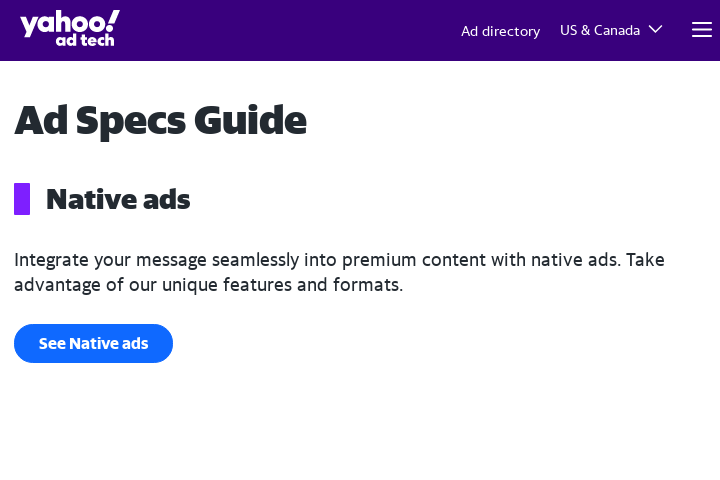 yahoo!
ad tech
Ad directory
US & Canada
Ad Specs Guide
Native ads
Integrate your message seamlessly into premium content with native ads. Take
advantage of our unique features and formats.
See Native ads